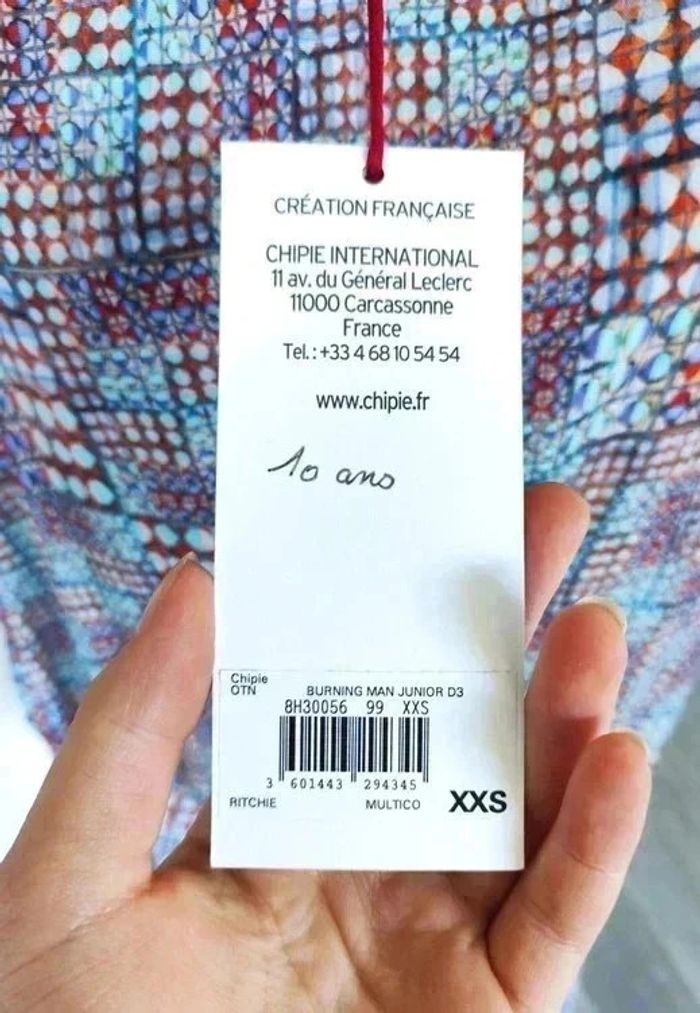 CRÉATION FRANÇAISE
CHIPIE INTERNATIONAL
11 av. du Général Leclerc
11000 Carcassonne
France
Tel.: +33 4 68 10 54 54
www.chipie.fr
10 ans
Chipie
OTN BURNING MAN JUNIOR D3
8H30056 99 XXS
3 601443 294345
RITCHIE MULTICO XXS